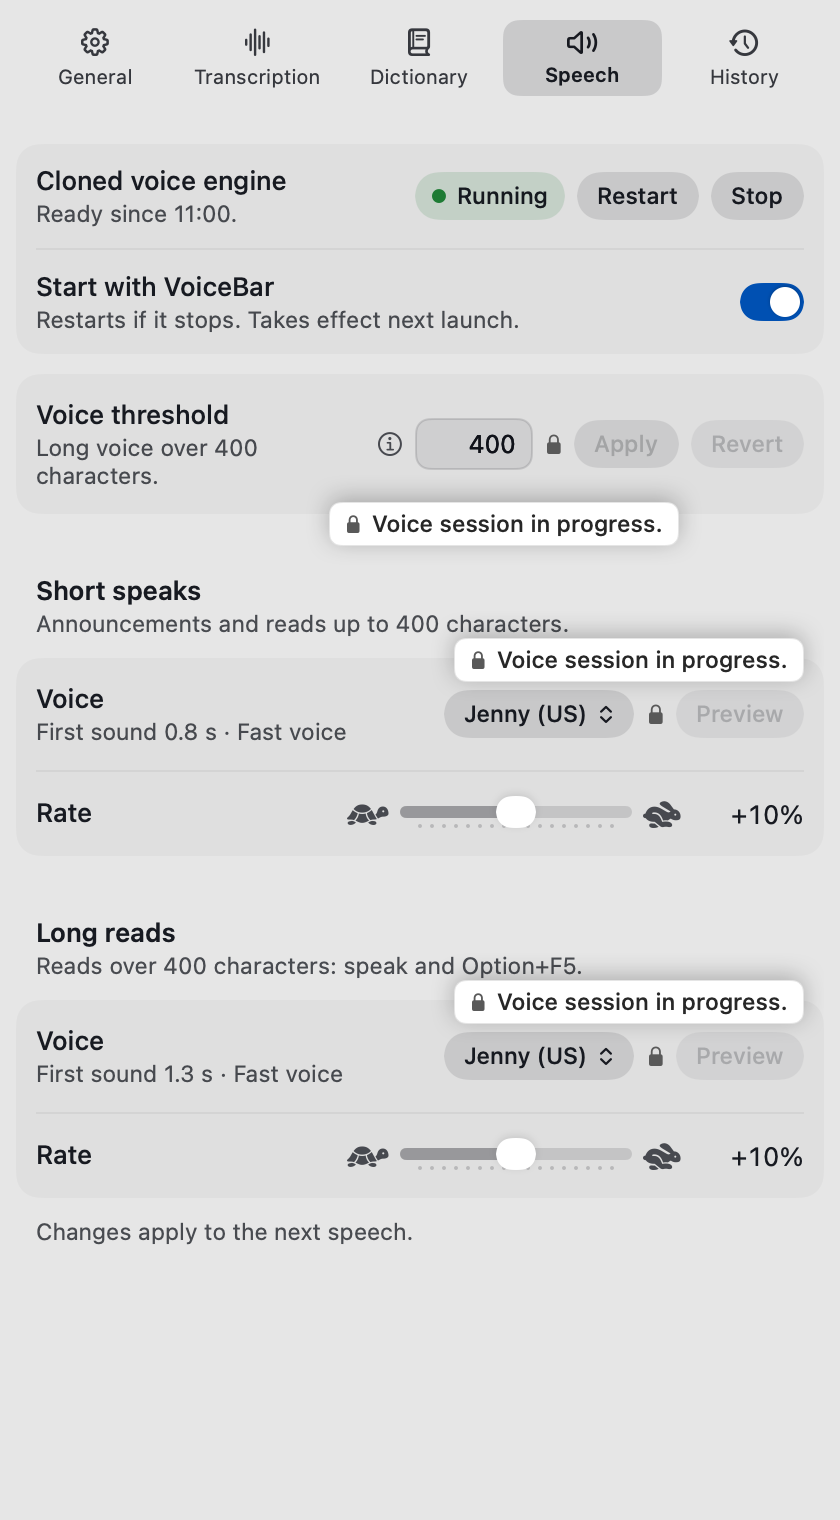 General
Transcription
Dictionary
Speech
History
Cloned voice engine
Ready since 11:00.
Running
Restart
Stop
Start with VoiceBar
Restarts if it stops. Takes effect next launch.
Voice threshold
Long voice over 400
characters.
400
Apply
Revert
Voice session in progress.
Short speaks
Announcements and reads up to 400 characters.
Voice session in progress.
Voice
First sound 0.8 s · Fast voice
Jenny (US)
Preview
Rate
+10%
Long reads
Reads over 400 characters: speak and Option+F5.
Voice session in progress.
Voice
First sound 1.3 s · Fast voice
Jenny (US)
Preview
Rate
+10%
Changes apply to the next speech.